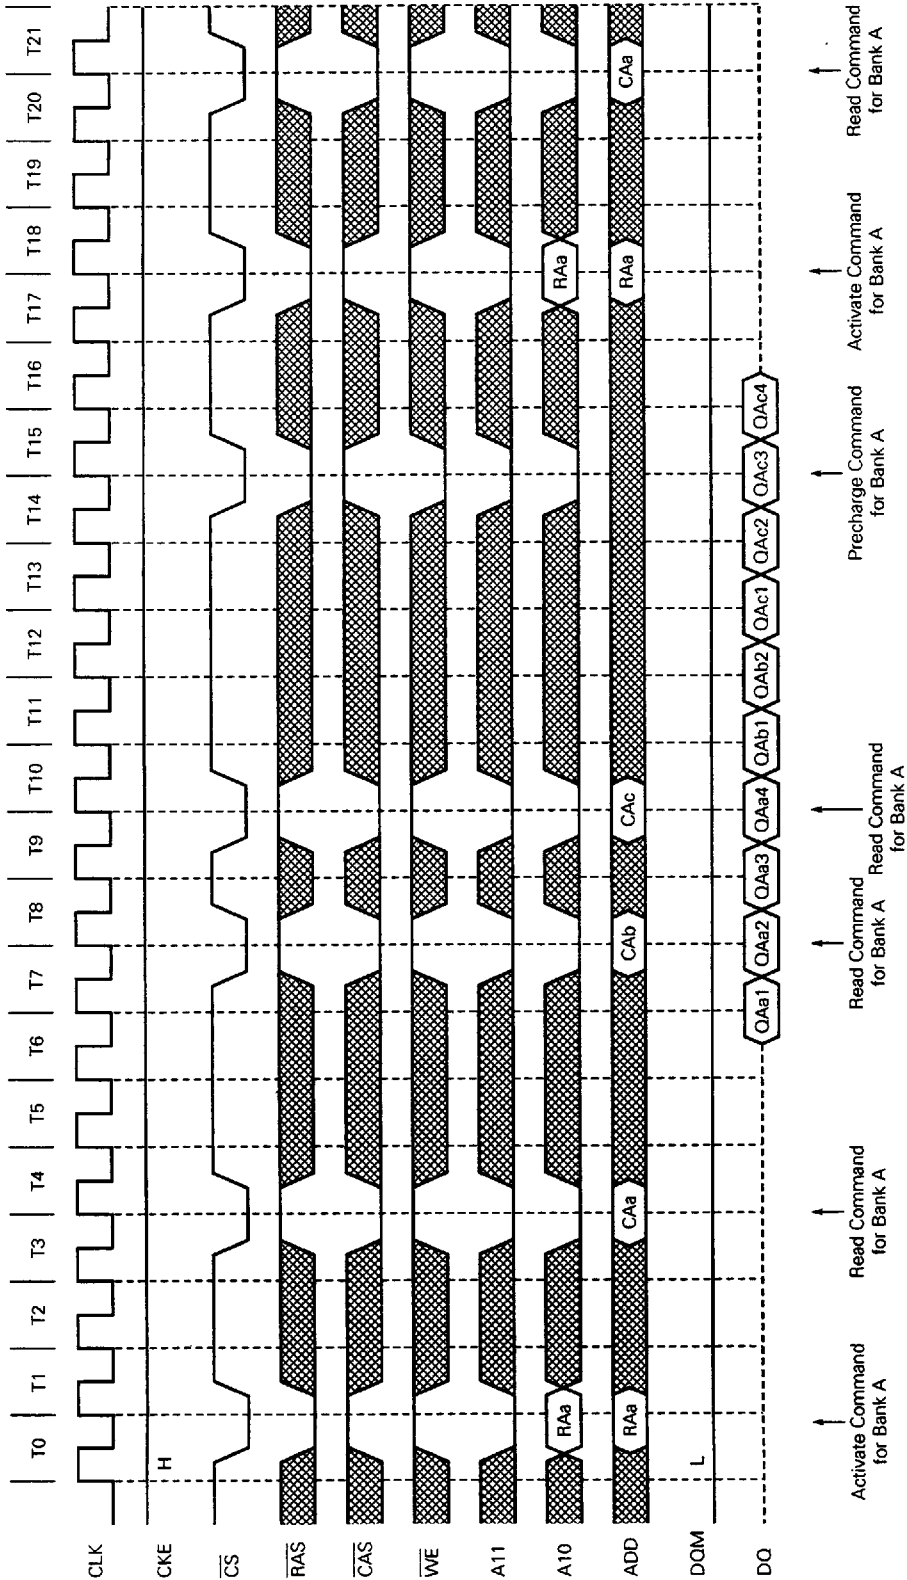 T0 T1 T2 T3 T4 T5 T6 T7 T8 T9 T10 T11 T12 T13 T14 T15 T16 T17 T18 T19 T20 T21
CLK
CKE H
CS
RAS
CAS
WE
A11
A10 RAa RAa
ADD RAa CAa CAb CAc RAa CAa
DQM L
DQ QAa1 QAa2 QAa3 QAa4 QAb1 QAb2 QAc1 QAc2 QAc3 QAc4
Activate Command
for Bank A
Read Command
for Bank A
Read Command
for Bank A
Read Command
for Bank A
Precharge Command
for Bank A
Activate Command
for Bank A
Read Command
for Bank A